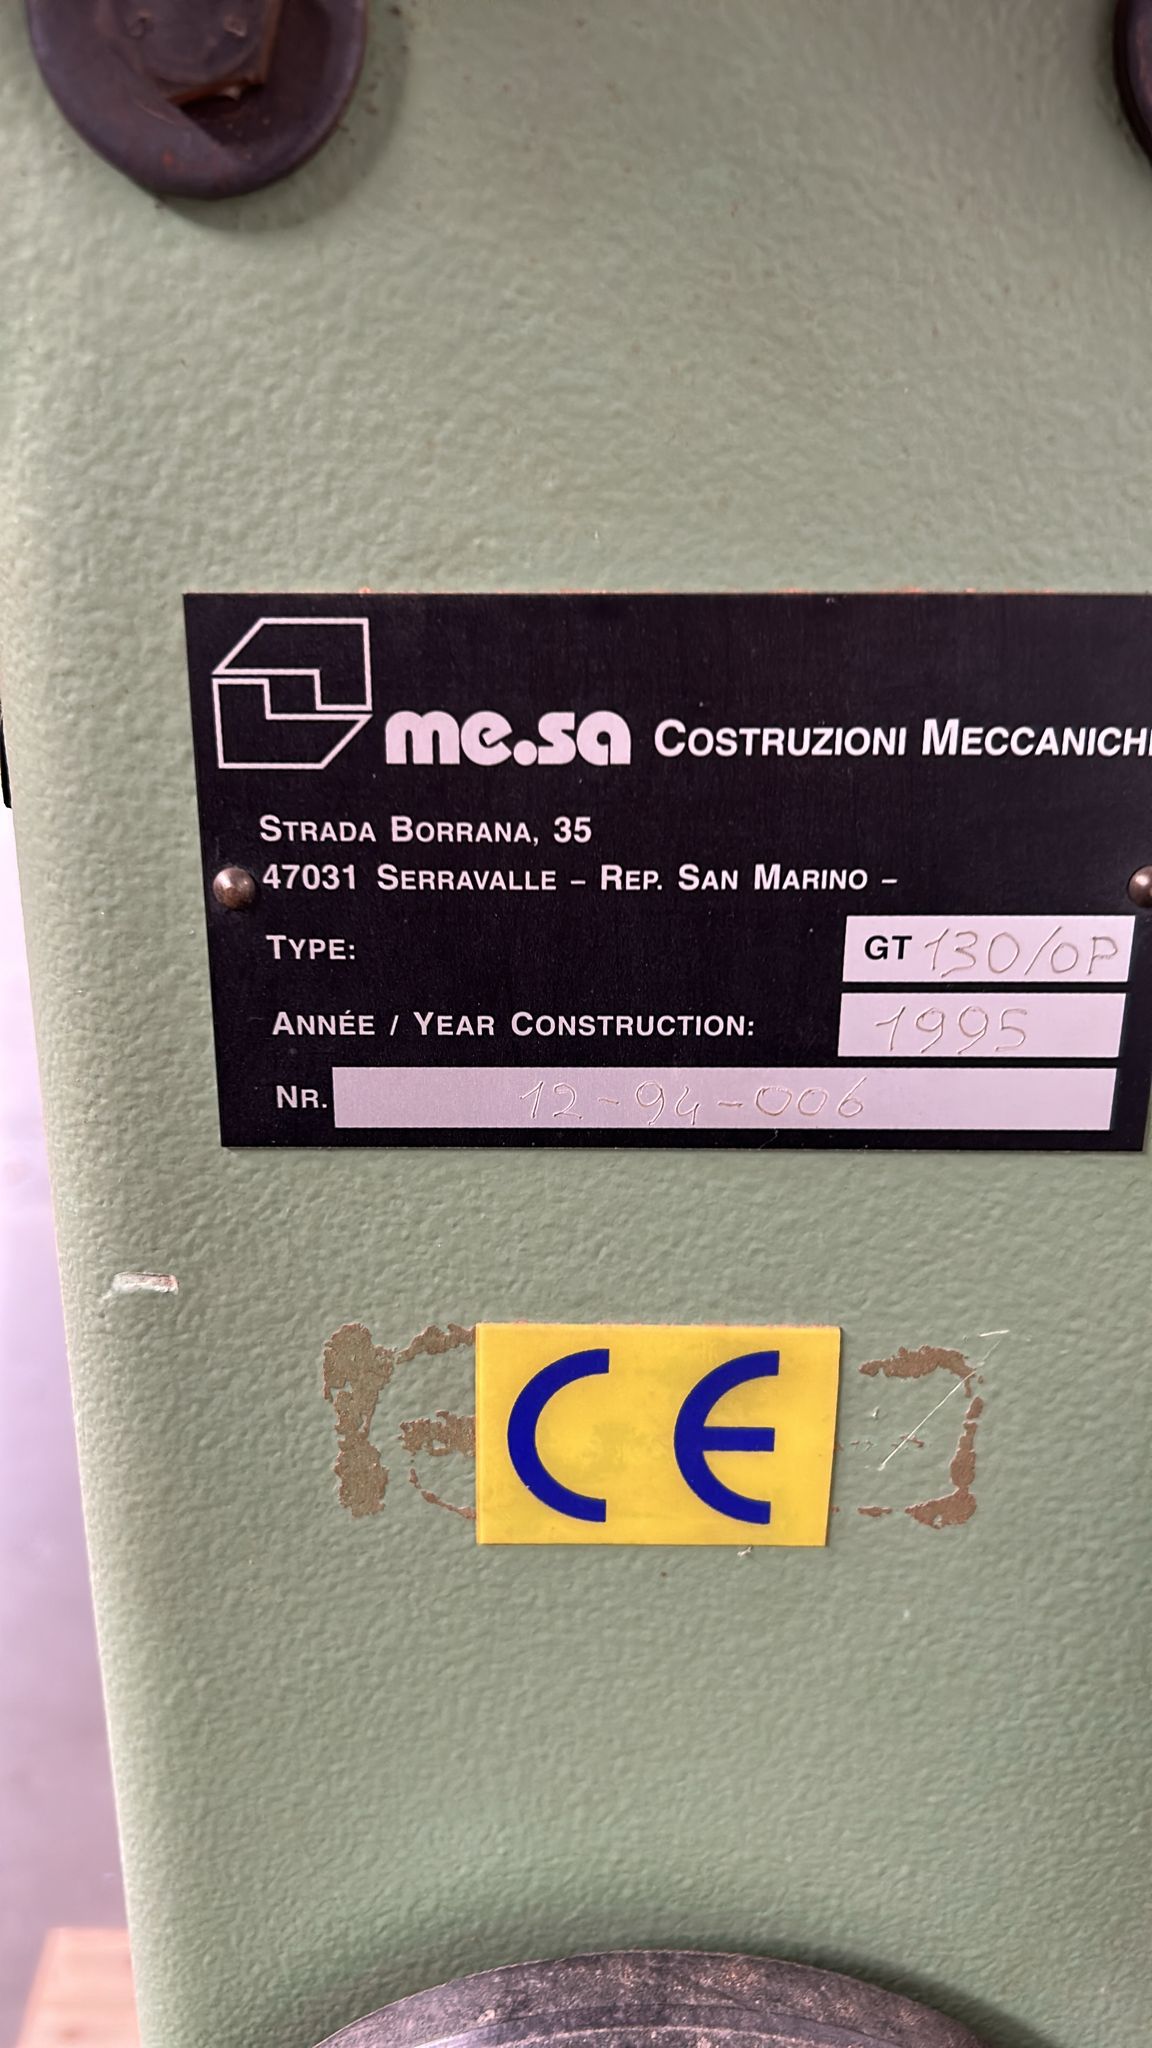 me.sa COSTRUZIONI MECCANICH
STRADA BORRANA, 35
47031 SERRAVALLE - REP. SAN MARINO -
TYPE: GT 130/OP
ANNÉE / YEAR CONSTRUCTION: 1995
NR. 12-94-006
CE